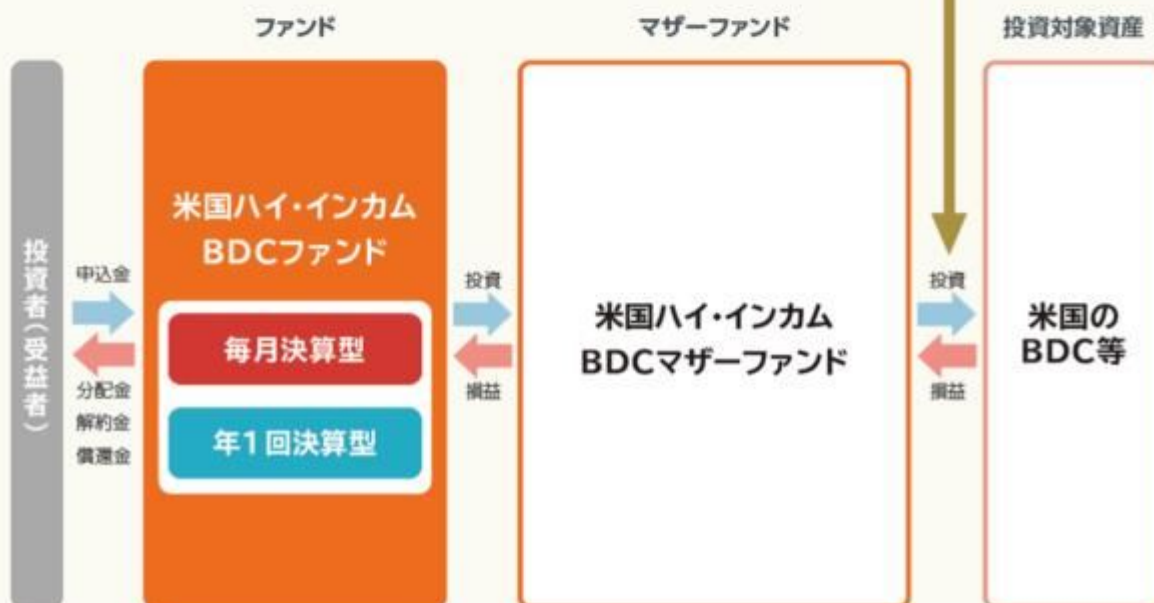 ファンド
マザーファンド
投資対象資産
投資者(受益者)
申込金
分配金
解約金
償還金
米国ハイ・インカム
BDCファンド
毎月決算型
年1回決算型
投資
損益
米国ハイ・インカム
BDCマザーファンド
投資
損益
米国の
BDC等